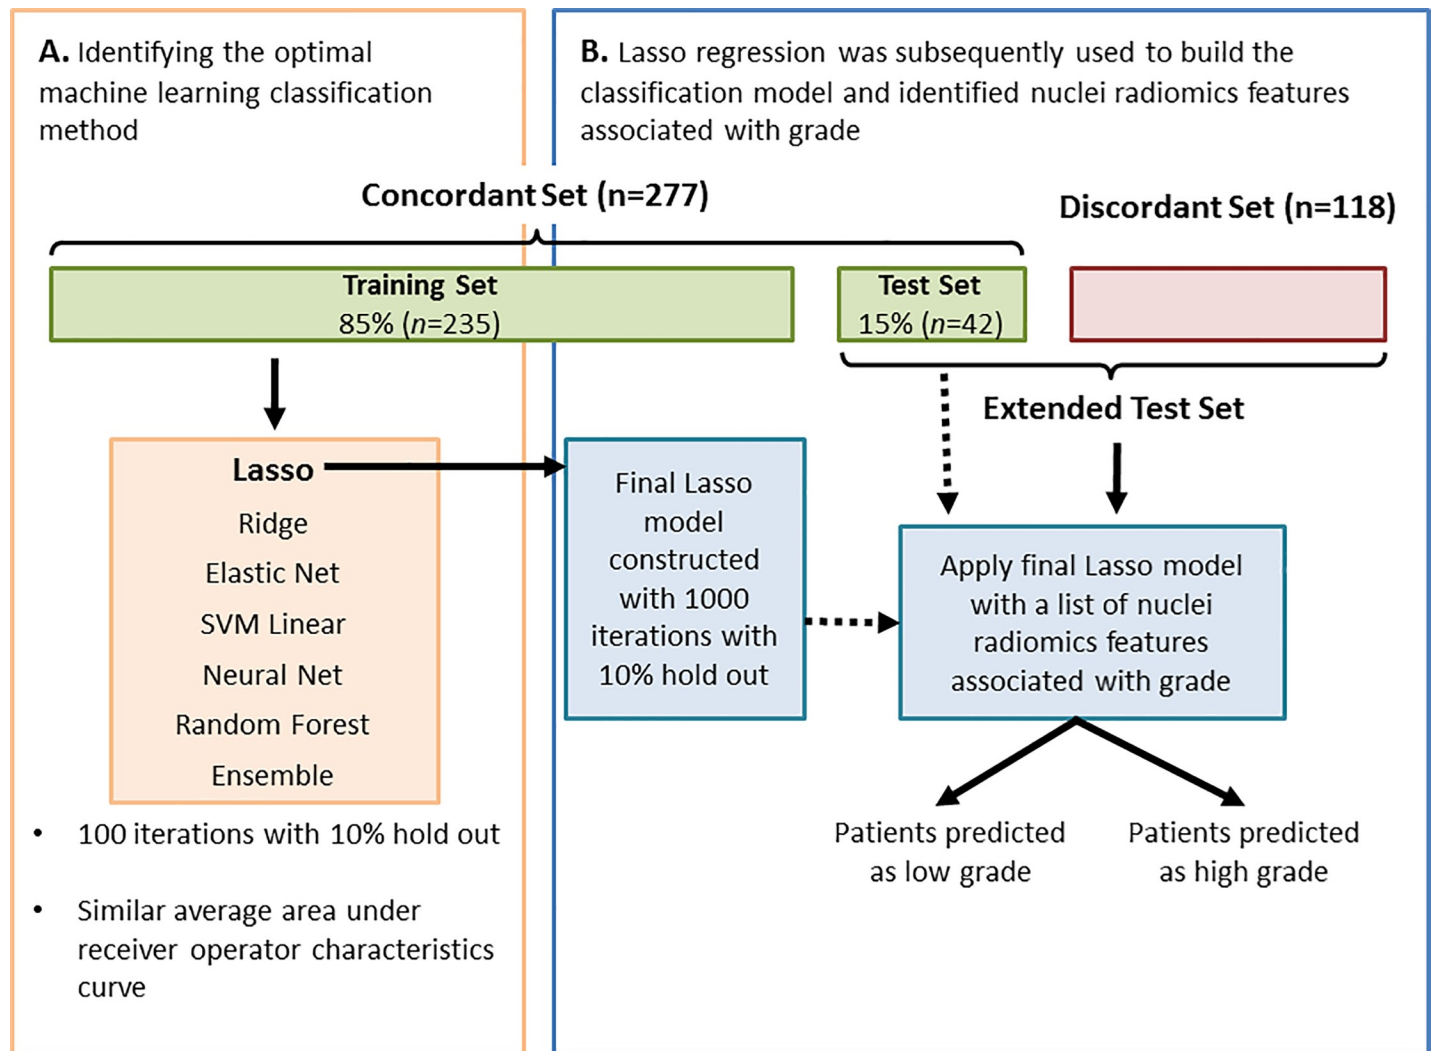 A. Identifying the optimal
machine learning classification
method
B. Lasso regression was subsequently used to build the
classification model and identified nuclei radiomics features
associated with grade
Concordant Set (n=277)
Discordant Set (n=118)
Training Set
85% (n=235)
Test Set
15% (n=42)
Extended Test Set
Lasso
Ridge
Elastic Net
SVM Linear
Neural Net
Random Forest
Ensemble
Final Lasso
model
constructed
with 1000
iterations with
10% hold out
Apply final Lasso model
with a list of nuclei
radiomics features
associated with grade
• 100 iterations with 10% hold out
• Similar average area under
receiver operator characteristics
curve
Patients predicted
as low grade
Patients predicted
as high grade